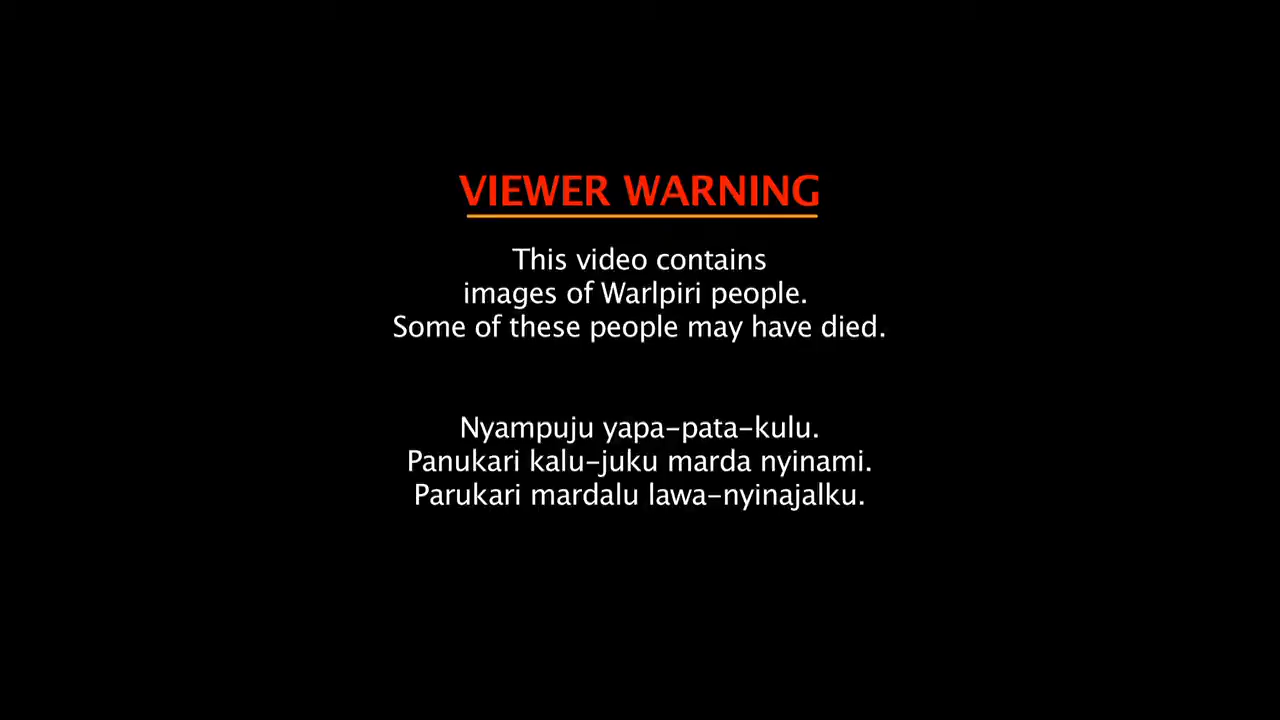 VIEWER WARNING
This video contains
images of Warlpiri people.
Some of these people may have died.
Nyampuju yapa-pata-kulu.
Panukari kalu-juku marda nyinami.
Parukari mardalu lawa-nyinajalku.